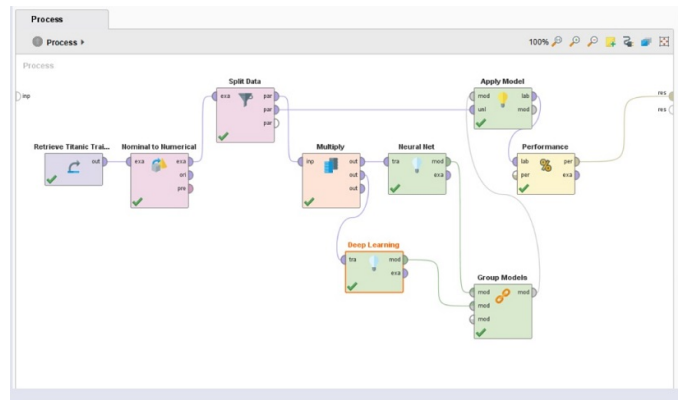 Process
Process
100%
Process
inp
Split Data
exa
par
par
par
Apply Model
mod
lab
unl
mod
res
res
Retrieve Titanic Trai...
out
Nominal to Numerical
exa
exa
ori
pre
Multiply
inp
out
out
out
Neural Net
tra
mod
exa
Performance
lab
per
per
exa
Deep Learning
tra
mod
exa
Group Models
mod
mod
mod
mod